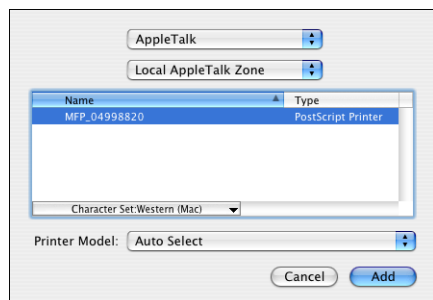 AppleTalk
Local AppleTalk Zone
Name Type
MFP_04998820 PostScript Printer
Character Set:Western (Mac)
Printer Model: Auto Select
Cancel Add